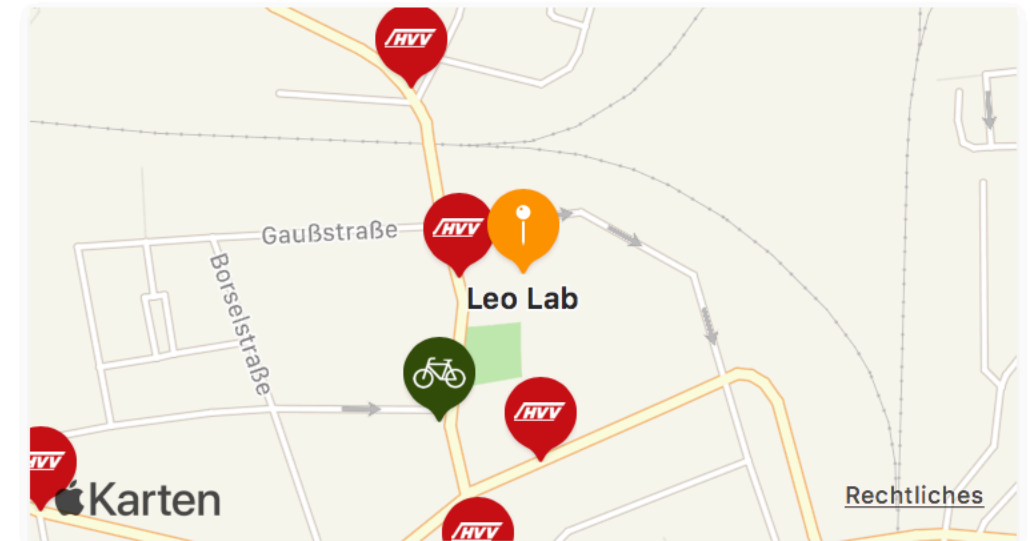 HVV
Gaußstraße
HVV
Leo Lab
Borselstraße
HVV
HVV
Karten
Rechtliches
HVV